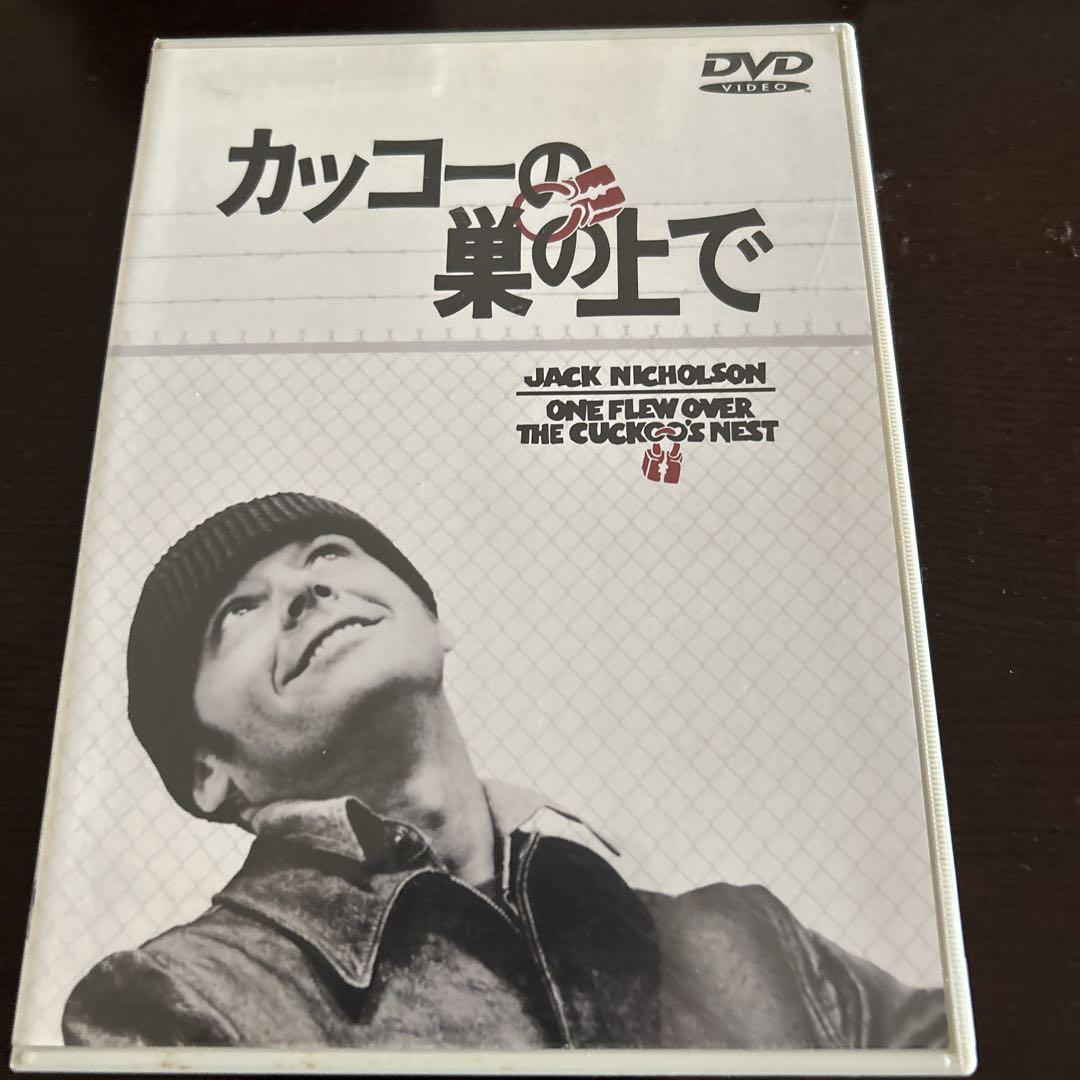 DVD
VIDEO
カッコーの
巣の上で
JACK NICHOLSON
ONE FLEW OVER
THE CUCKOO'S NEST